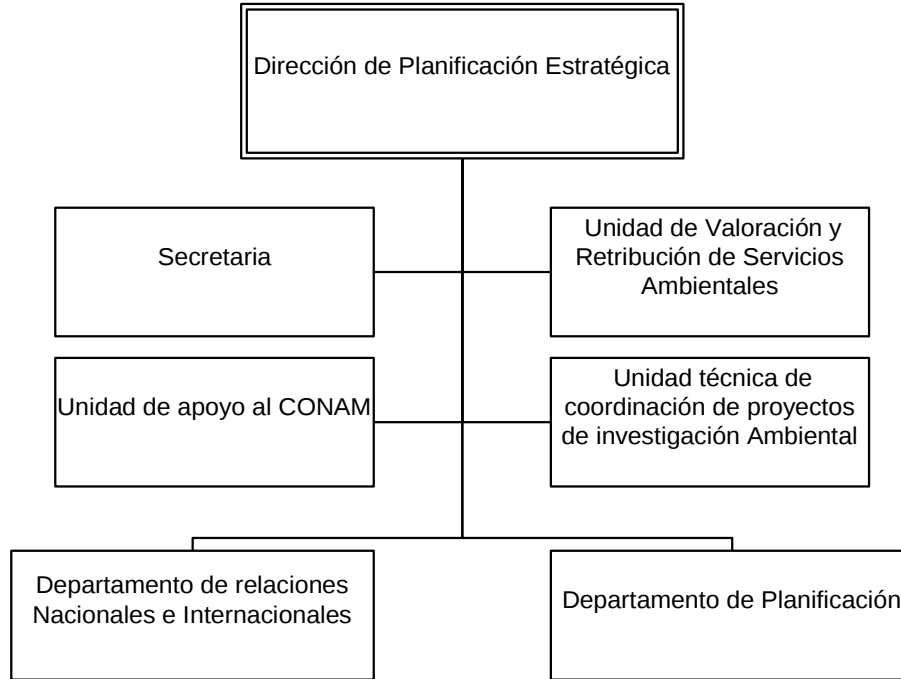 Dirección de Planificación Estratégica
Secretaria
Unidad de Valoración y
Retribución de Servicios
Ambientales
Unidad de apoyo al CONAM
Unidad técnica de
coordinación de proyectos
de investigación Ambiental
Departamento de relaciones
Nacionales e Internacionales
Departamento de Planificación